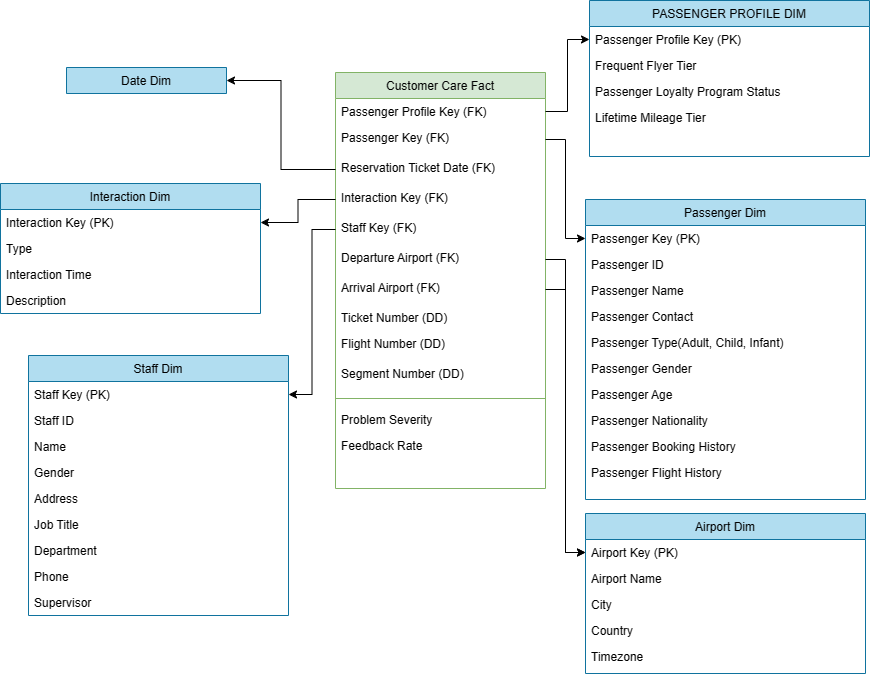 PASSENGER PROFILE DIM
Passenger Profile Key (PK)
Frequent Flyer Tier
Passenger Loyalty Program Status
Lifetime Mileage Tier
Date Dim
Customer Care Fact
Passenger Profile Key (FK)
Passenger Key (FK)
Reservation Ticket Date (FK)
Interaction Key (FK)
Staff Key (FK)
Departure Airport (FK)
Arrival Airport (FK)
Ticket Number (DD)
Flight Number (DD)
Segment Number (DD)
Problem Severity
Feedback Rate
Interaction Dim
Interaction Key (PK)
Type
Interaction Time
Description
Passenger Dim
Passenger Key (PK)
Passenger ID
Passenger Name
Passenger Contact
Passenger Type(Adult, Child, Infant)
Passenger Gender
Passenger Age
Passenger Nationality
Passenger Booking History
Passenger Flight History
Staff Dim
Staff Key (PK)
Staff ID
Name
Gender
Address
Job Title
Department
Phone
Supervisor
Airport Dim
Airport Key (PK)
Airport Name
City
Country
Timezone